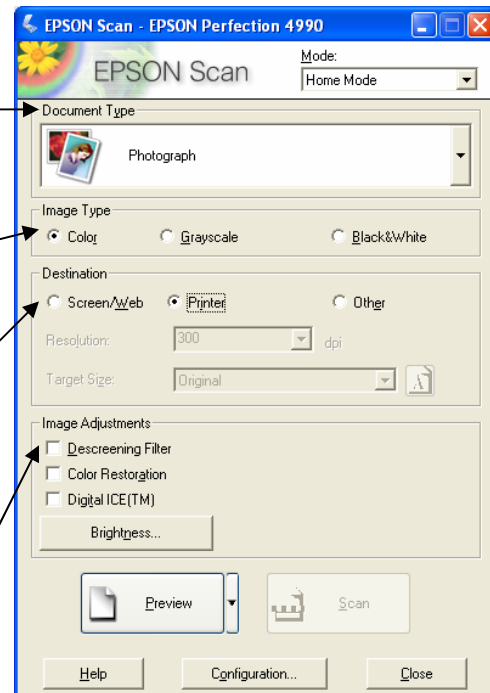 EPSON Scan - EPSON Perfection 4990
EPSON Scan
Mode:
Home Mode
Document Type
Photograph
Image Type
Color Grayscale Black&White
Destination
Screen/Web Printer Other
Resolution: 300 dpi
Target Size: Original
Image Adjustments
Descreening Filter
Color Restoration
Digital ICE(TM)
Brightness...
Preview Scan
Help Configuration... Close